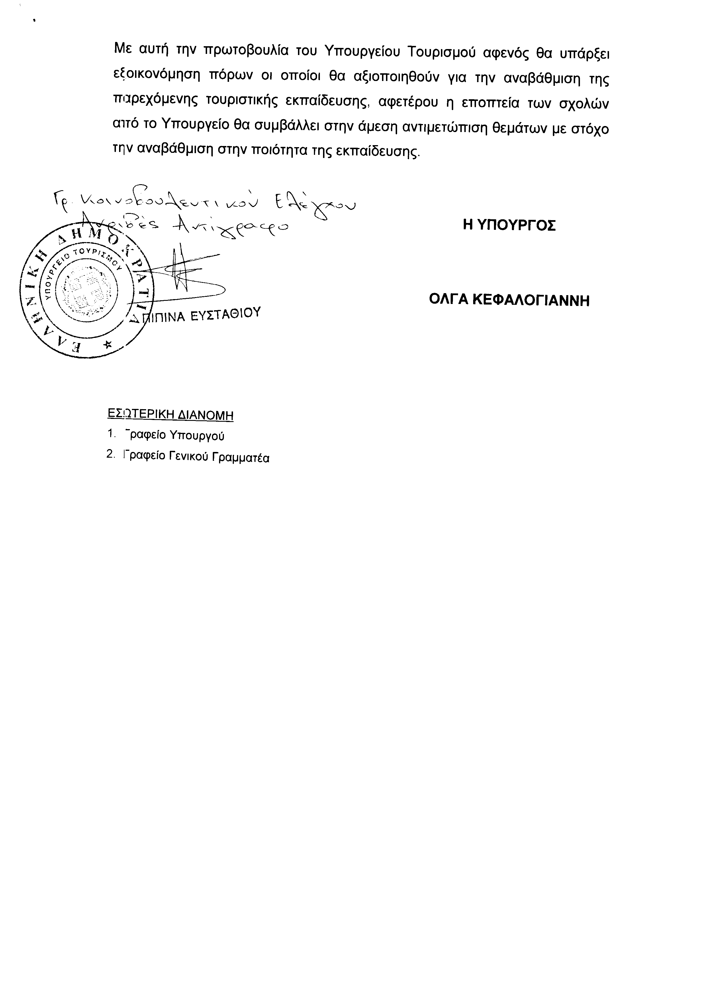 Με αυτή την πρωτοβουλία του Υπουργείου Τουρισμού αφενός θα υπάρξει
εξοικονόμηση πόρων οι οποίοι θα αξιοποιηθούν για την αναβάθμιση της
παρεχόμενης τουριστικής εκπαίδευσης, αφετέρου η εποπτεία των σχολών
από το Υπουργείο θα συμβάλλει στην άμεση αντιμετώπιση θεμάτων με στόχο
την αναβάθμιση στην ποιότητα της εκπαίδευσης.
Γρ. Κοινοβουλευτικού Ελέγχου
Ακριβές Αντίγραφο
Η ΥΠΟΥΡΓΟΣ
ΕΛΛΗΝΙΚΗ ΔΗΜΟΚΡΑΤΙΑ
ΥΠΟΥΡΓΕΙΟ ΤΟΥΡΙΣΜΟΥ
ΟΛΓΑ ΚΕΦΑΛΟΓΙΑΝΝΗ
ΠΙΠΙΝΑ ΕΥΣΤΑΘΙΟΥ
ΕΣΩΤΕΡΙΚΗ ΔΙΑΝΟΜΗ
1. Γραφείο Υπουργού
2. Γραφείο Γενικού Γραμματέα